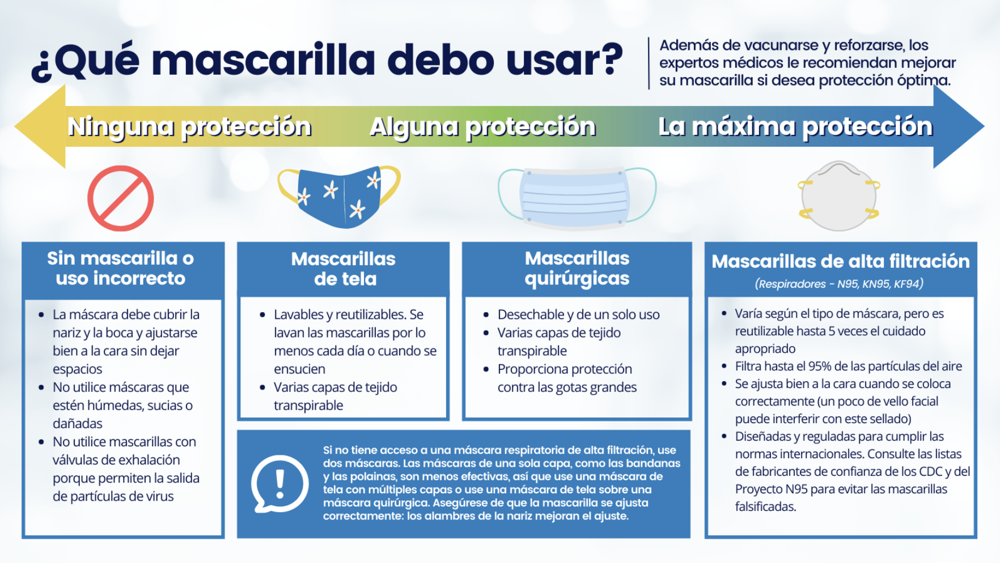 ¿Qué mascarilla debo usar?
Además de vacunarse y reforzarse, los
expertos médicos le recomiendan mejorar
su mascarilla si desea protección óptima.
Ninguna protección
Alguna protección
La máxima protección
Sin mascarilla o
uso incorrecto
La máscara debe cubrir la
nariz y la boca y ajustarse
bien a la cara sin dejar
espacios
No utilice máscaras que
estén húmedas, sucias o
dañadas
No utilice mascarillas con
válvulas de exhalación
porque permiten la salida
de partículas de virus
Mascarillas
de tela
Lavables y reutilizables. Se
lavan las mascarillas por lo
menos cada día o cuando se
ensucien
Varias capas de tejido
transpirable
Mascarillas
quirúrgicas
Desechable y de un solo uso
Varias capas de tejido
transpirable
Proporciona protección
contra las gotas grandes
Si no tiene acceso a una máscara respiratoria de alta filtración, use
dos máscaras. Las máscaras de una sola capa, como las bandanas
y las polainas, son menos efectivas, así que use una máscara de
tela con múltiples capas o use una máscara de tela sobre una
máscara quirúrgica. Asegúrese de que la mascarilla se ajusta
correctamente: los alambres de la nariz mejoran el ajuste.
Mascarillas de alta filtración
(Respiradores - N95, KN95, KF94)
Varía según el tipo de máscara, pero es
reutilizable hasta 5 veces el cuidado
apropriado
Filtra hasta el 95% de las partículas del aire
Se ajusta bien a la cara cuando se coloca
correctamente (un poco de vello facial
puede interferir con este sellado)
Diseñadas y reguladas para cumplir las
normas internacionales. Consulte las listas
de fabricantes de confianza de los CDC y del
Proyecto N95 para evitar las mascarillas
falsificadas.